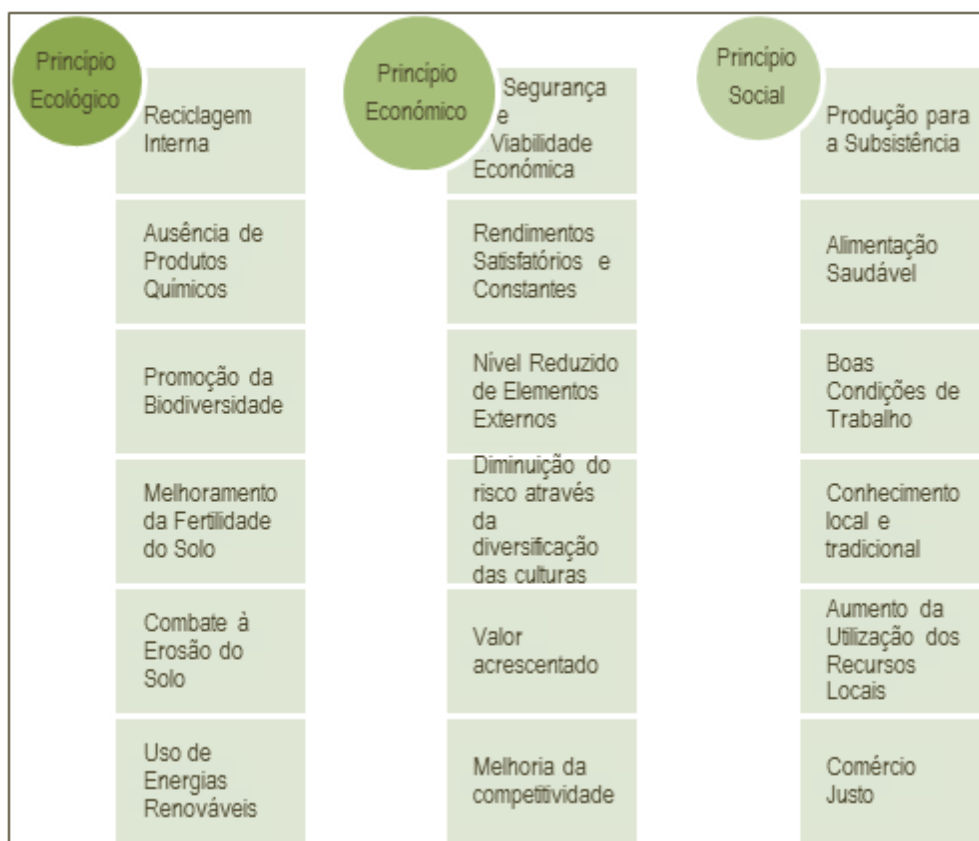 Princípio
Ecológico
Reciclagem
Interna
Ausência de
Produtos
Químicos
Promoção da
Biodiversidade
Melhoramento
da Fertilidade
do Solo
Combate à
Erosão do
Solo
Uso de
Energias
Renováveis
Princípio
Económico
Segurança
e
Viabilidade
Económica
Rendimentos
Satisfatórios e
Constantes
Nível Reduzido
de Elementos
Externos
Diminuição do
risco através
da
diversificação
das culturas
Valor
acrescentado
Melhoria da
competitividade
Princípio
Social
Produção para
a Subsistência
Alimentação
Saudável
Boas
Condições de
Trabalho
Conhecimento
local e
tradicional
Aumento da
Utilização dos
Recursos
Locais
Comércio
Justo